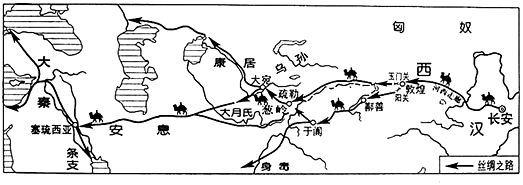 匈 奴
康 居
乌孙
大宛
西
玉门关
敦煌
阳关
河西走廊
大
秦
疏勒
葱岭
大月氏
鄯善
长安
塞琉西亚
安 息
于阗
汉
条
支
身毒
丝绸之路